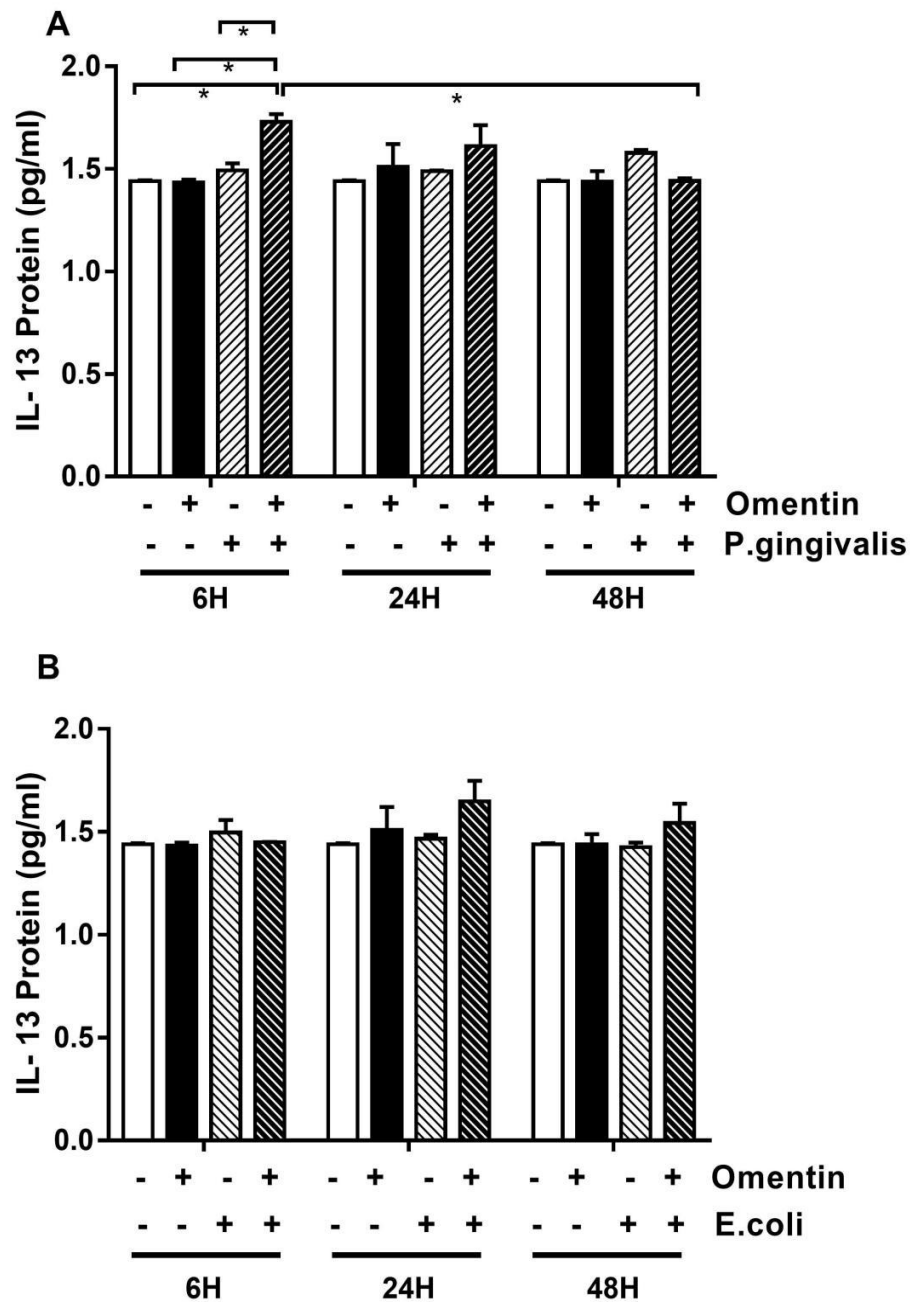 A
*
*
*
*
IL- 13 Protein (pg/ml)
2.0
1.5
1.0
0.5
0.0
- + - + - + - + - + - + Omentin
- - + + - - + + - - + + P.gingivalis
6H 24H 48H
B
IL- 13 Protein (pg/ml)
2.0
1.5
1.0
0.5
0.0
- + - + - + - + - + - + Omentin
- - + + - - + + - - + + E.coli
6H 24H 48H